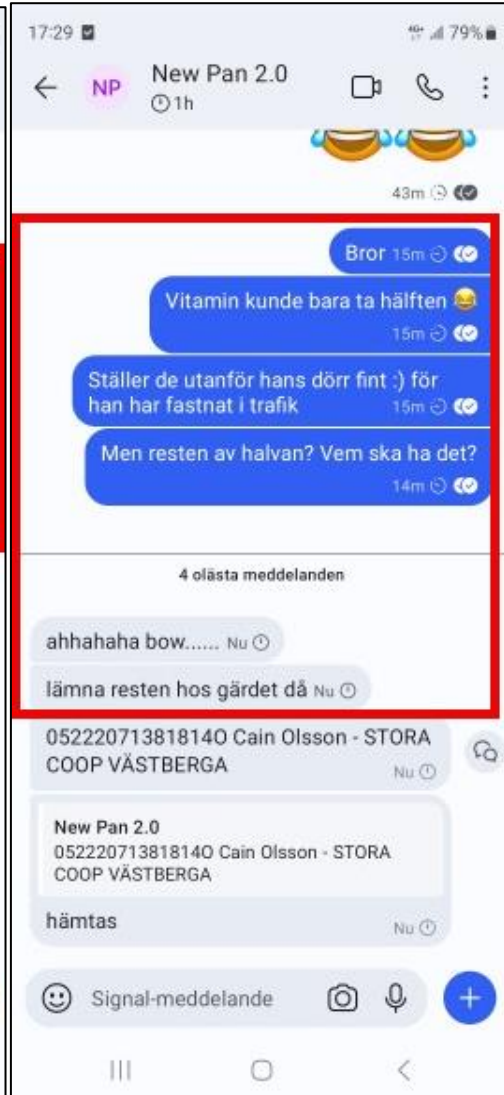 17:29 79%
NP New Pan 2.0
1h
43m
Bror 15m
Vitamin kunde bara ta hälften 😂
15m
Ställer de utanför hans dörr fint :) för
han har fastnat i trafik 15m
Men resten av halvan? Vem ska ha det?
14m
4 olästa meddelanden
ahhahaha bow...... Nu
lämna resten hos gärdet då Nu
05222071381814O Cain Olsson - STORA
COOP VÄSTBERGA
Nu
New Pan 2.0
05222071381814O Cain Olsson - STORA
COOP VÄSTBERGA
hämtas Nu
Signal-meddelande